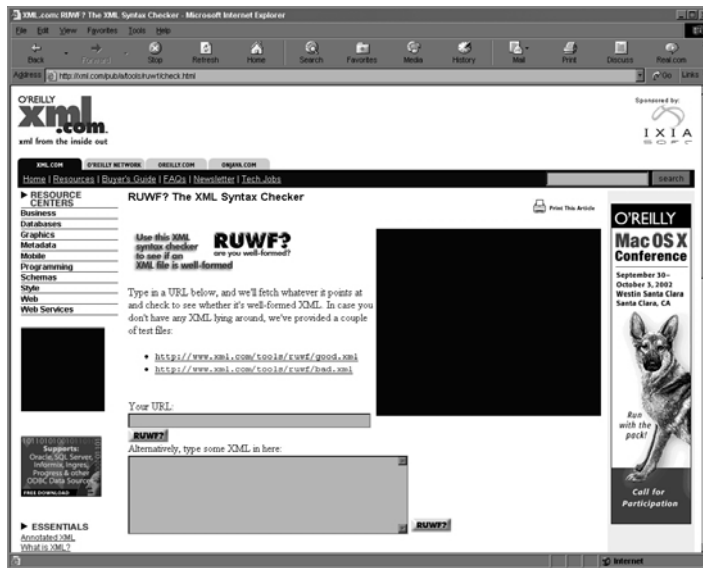 XML.com: RUWF? The XML Syntax Checker - Microsoft Internet Explorer
File Edit View Favorites Tools Help
Back Forward Stop Refresh Home Search Favorites Media History Mail Print Discuss Real.com
Address http://xml.com/pub/a/tools/ruwf/check.html Go Links
O'REILLY
xml.com
xml from the inside out
Sponsored by:
IXIA
SOFT
XML.COM O'REILLY NETWORK OREILLY.COM ONJAVA.COM
Home | Resources | Buyer's Guide | FAQs | Newsletter | Tech Jobs
search
RESOURCE
CENTERS
Business
Databases
Graphics
Metadata
Mobile
Programming
Schemas
Style
Web
Web Services
Supports:
Oracle, SQL Server,
Informix, Ingres,
Progress & other
ODBC Data Sources
FREE DOWNLOAD
ESSENTIALS
Annotated XML
What is XML?
RUWF? The XML Syntax Checker
Print This Article
Use this XML
syntax checker
to see if an
XML file is well-formed
RUWF?
are you well-formed?
Type in a URL below, and we'll fetch whatever it points at
and check to see whether it's well-formed XML. In case you
don't have any XML lying around, we've provided a couple
of test files:
• http://www.xml.com/tools/ruwf/good.xml
• http://www.xml.com/tools/ruwf/bad.xml
Your URL:
RUWF?
Alternatively, type some XML in here:
RUWF?
O'REILLY
Mac OS X
Conference
September 30–
October 3, 2002
Westin Santa Clara
Santa Clara, CA
Run
with the
pack!
Call for
Participation
Internet